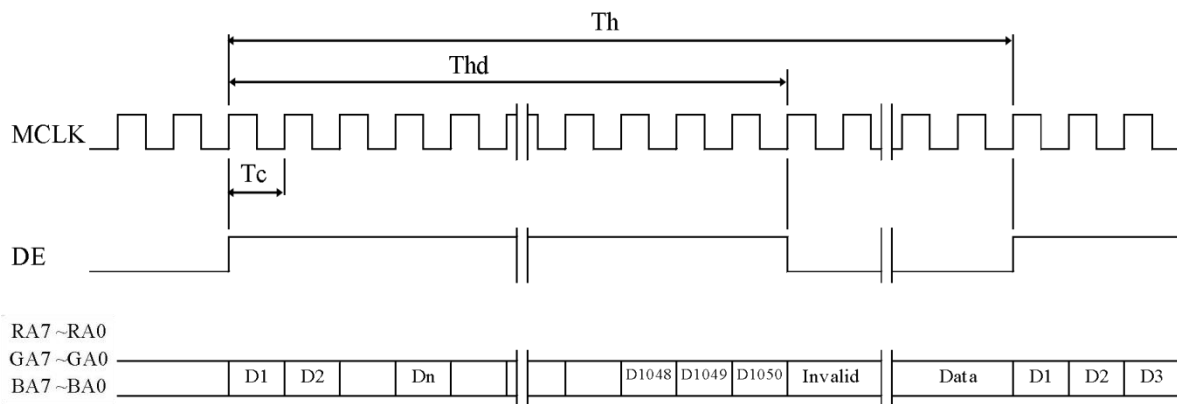 Th
Thd
MCLK
Tc
DE
RA7 ~RA0
GA7 ~GA0
BA7 ~BA0
D1 D2 Dn D1048 D1049 D1050 Invalid Data D1 D2 D3